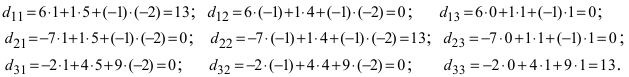 d₁₁=6·1+1·5+(-1)·(-2)=13; d₁₂=6·(-1)+1·4+(-1)·(-2)=0; d₁₃=6·0+1·1+(-1)·1=0;
d₂₁=-7·1+1·5+(-1)·(-2)=0; d₂₂=-7·(-1)+1·4+(-1)·(-2)=13; d₂₃=-7·0+1·1+(-1)·1=0;
d₃₁=-2·1+4·5+9·(-2)=0; d₃₂=-2·(-1)+4·4+9·(-2)=0; d₃₃=-2·0+4·1+9·1=13.